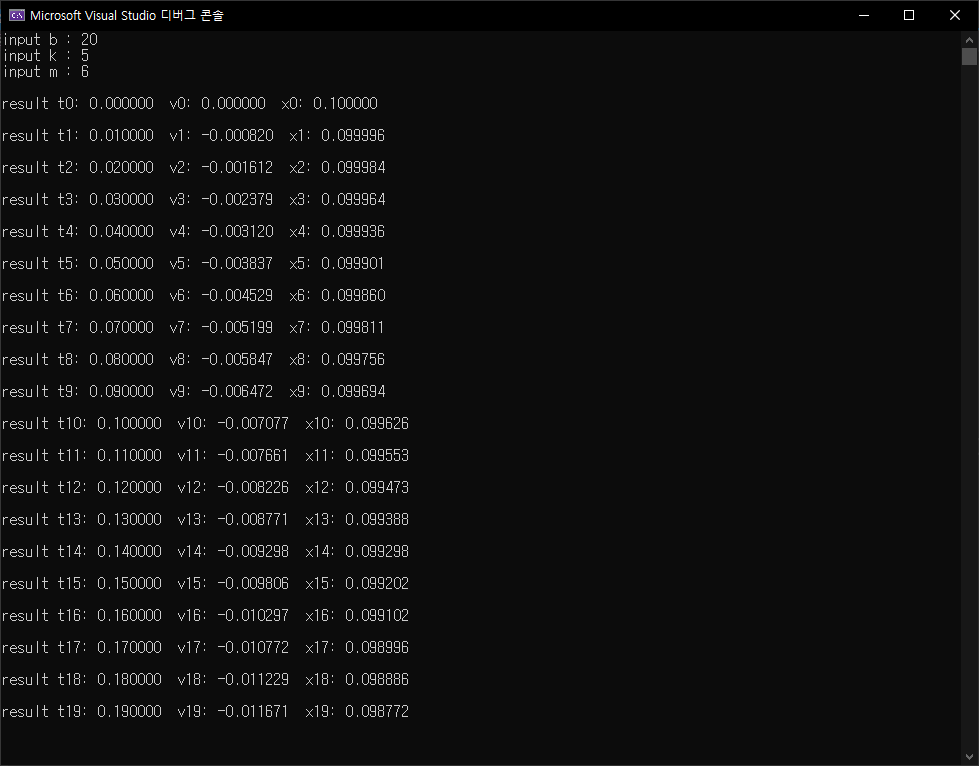 Microsoft Visual Studio 디버그 콘솔
input b : 20
input k : 5
input m : 6
result t0: 0.000000  v0: 0.000000  x0: 0.100000
result t1: 0.010000  v1: -0.000820  x1: 0.099996
result t2: 0.020000  v2: -0.001612  x2: 0.099984
result t3: 0.030000  v3: -0.002379  x3: 0.099964
result t4: 0.040000  v4: -0.003120  x4: 0.099936
result t5: 0.050000  v5: -0.003837  x5: 0.099901
result t6: 0.060000  v6: -0.004529  x6: 0.099860
result t7: 0.070000  v7: -0.005199  x7: 0.099811
result t8: 0.080000  v8: -0.005847  x8: 0.099756
result t9: 0.090000  v9: -0.006472  x9: 0.099694
result t10: 0.100000  v10: -0.007077  x10: 0.099626
result t11: 0.110000  v11: -0.007661  x11: 0.099553
result t12: 0.120000  v12: -0.008226  x12: 0.099473
result t13: 0.130000  v13: -0.008771  x13: 0.099388
result t14: 0.140000  v14: -0.009298  x14: 0.099298
result t15: 0.150000  v15: -0.009806  x15: 0.099202
result t16: 0.160000  v16: -0.010297  x16: 0.099102
result t17: 0.170000  v17: -0.010772  x17: 0.098996
result t18: 0.180000  v18: -0.011229  x18: 0.098886
result t19: 0.190000  v19: -0.011671  x19: 0.098772